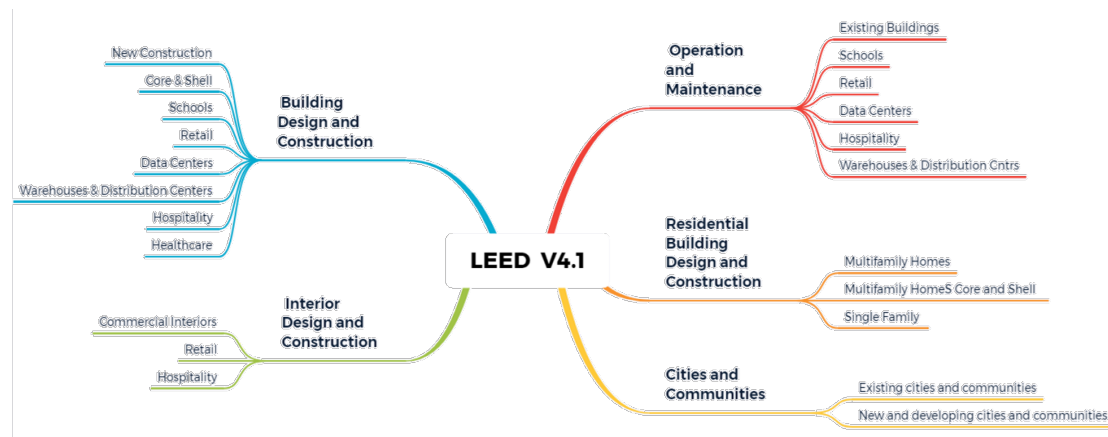 LEED V4.1
Building
Design and
Construction
New Construction
Core & Shell
Schools
Retail
Data Centers
Warehouses & Distribution Centers
Hospitality
Healthcare
Interior
Design and
Construction
Commercial Interiors
Retail
Hospitality
Operation
and
Maintenance
Existing Buildings
Schools
Retail
Data Centers
Hospitality
Warehouses & Distribution Cntrs
Residential
Building
Design and
Construction
Multifamily Homes
Multifamily HomeS Core and Shell
Single Family
Cities and
Communities
Existing cities and communities
New and developing cities and communities